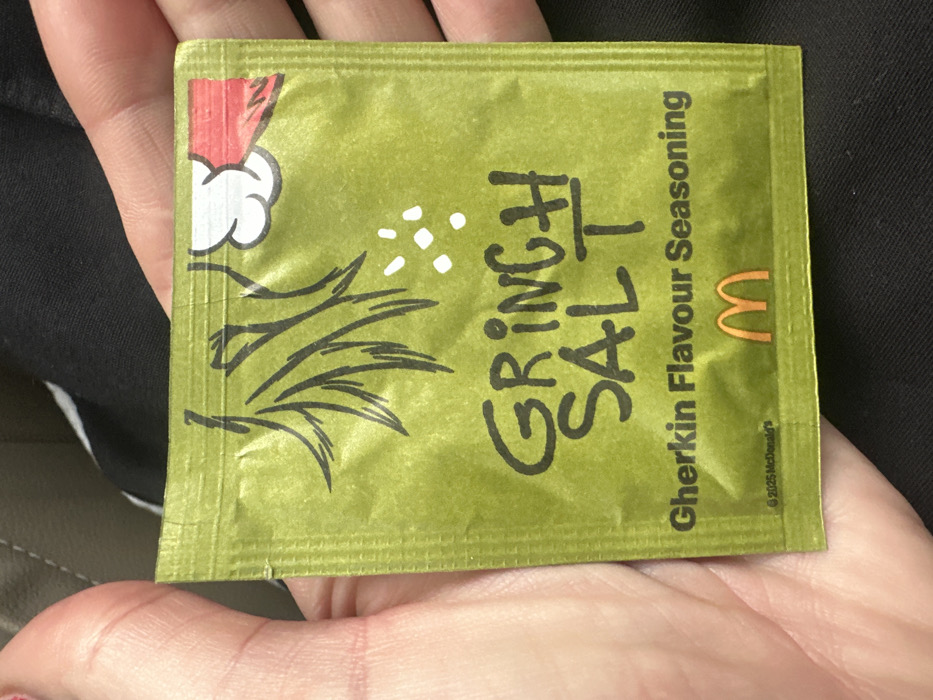 GRiNCH
SALT
Gherkin Flavour Seasoning
© 2025 McDonald's